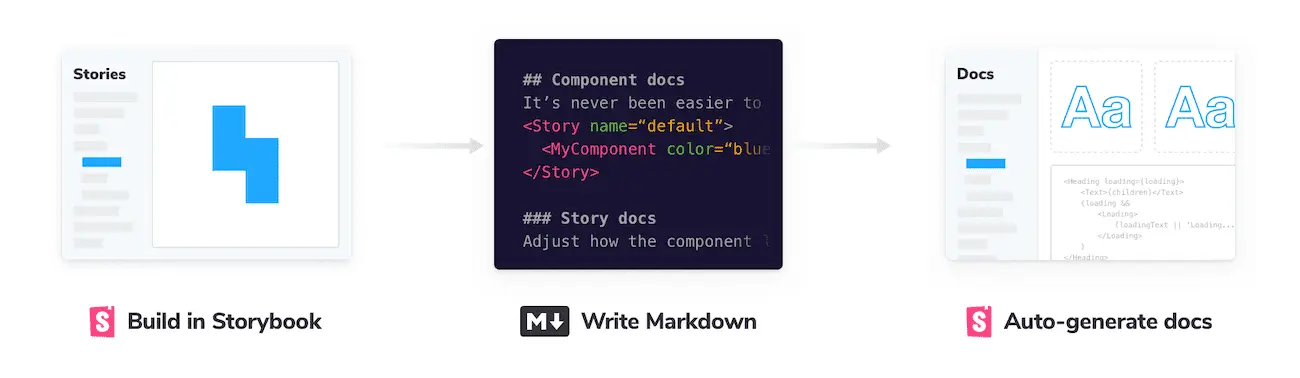 Stories
## Component docs
It’s never been easier to
<Story name=“default”>
<MyComponent color=“blue
</Story>
### Story docs
Adjust how the component
Docs
Aa
Aa
<Heading loading={loading}>
<Text>{children}</Text>
{loading &&
<Loading>
{loadingText || 'Loading...
</Loading>
}
</Heading>
S Build in Storybook
M Write Markdown
S Auto-generate docs